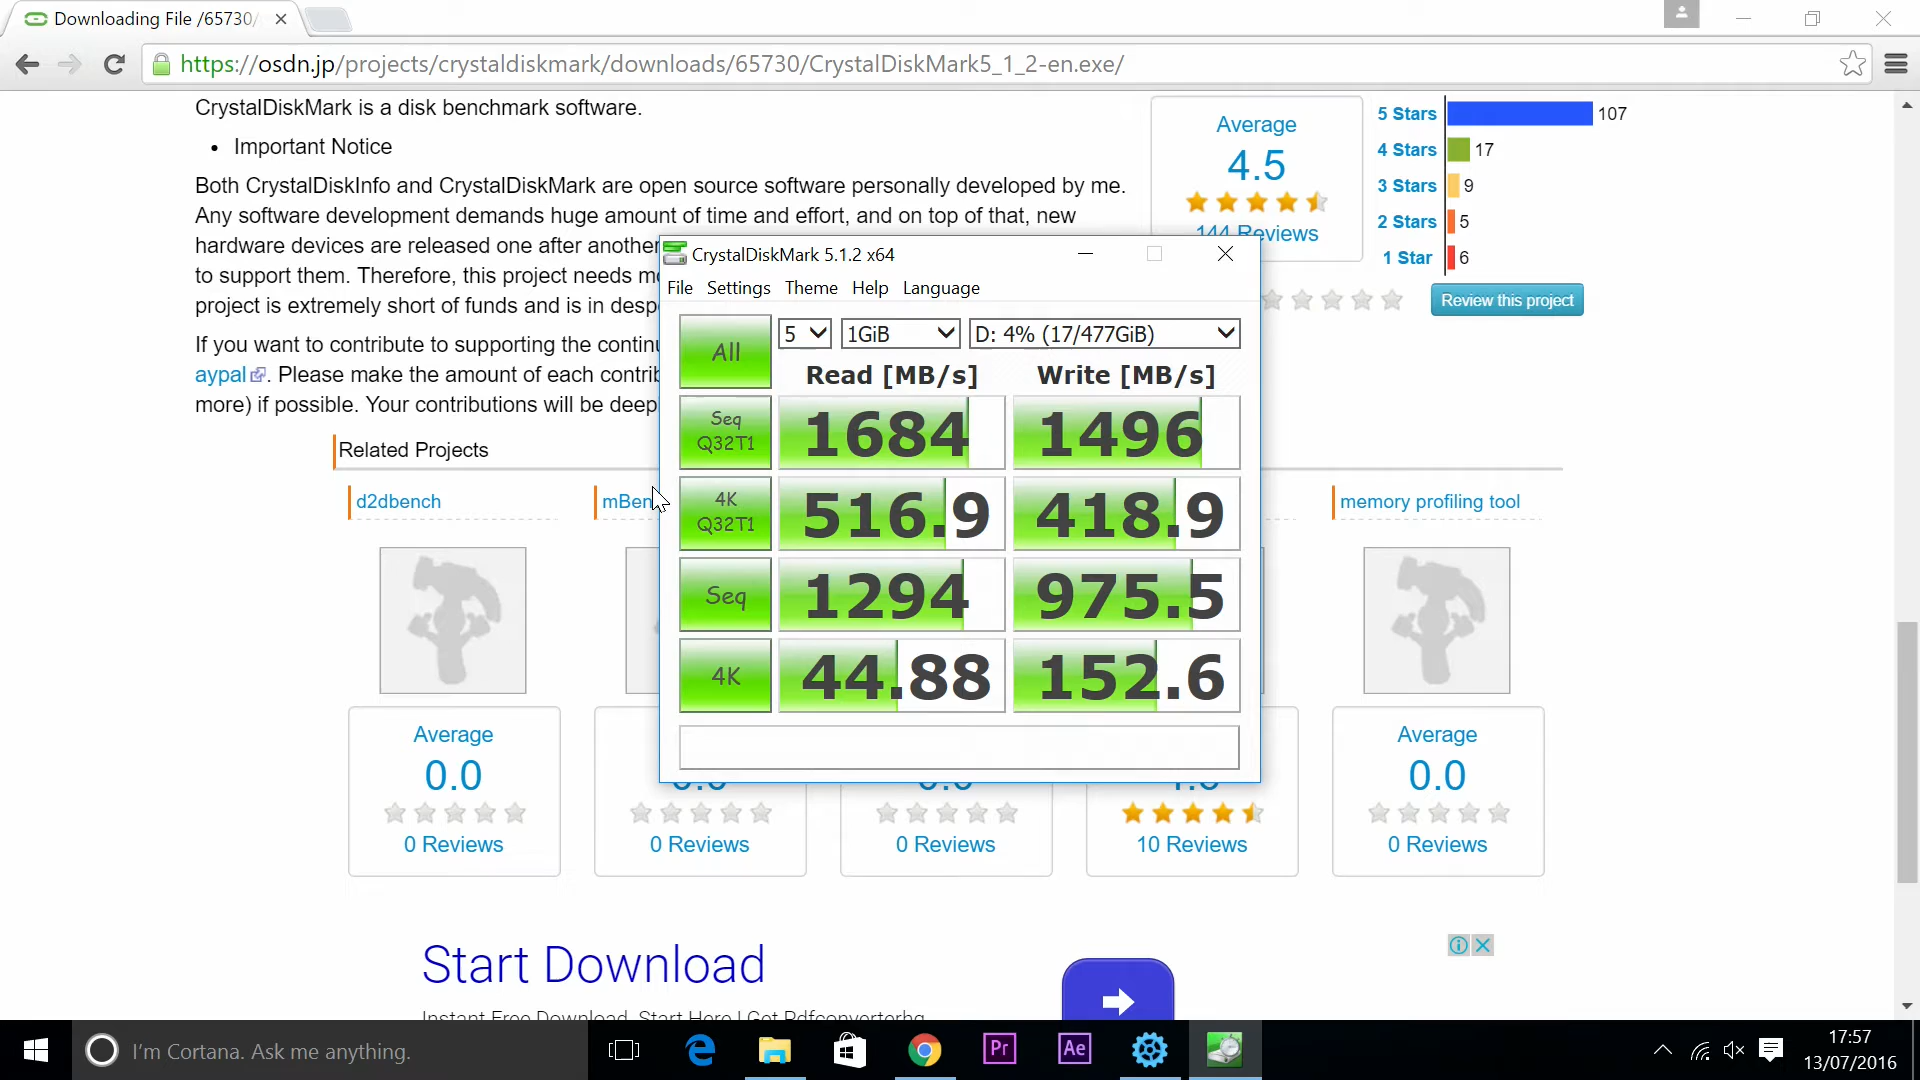 Downloading File /65730/
https://osdn.jp/projects/crystaldiskmark/downloads/65730/CrystalDiskMark5_1_2-en.exe/
CrystalDiskMark is a disk benchmark software.
• Important Notice
Both CrystalDiskInfo and CrystalDiskMark are open source software personally developed by me.
Any software development demands huge amount of time and effort, and on top of that, new
hardware devices are released one after another
to support them. Therefore, this project needs
project is extremely short of funds and is in
If you want to contribute to supporting the
aypal. Please make the amount of each
more) if possible. Your contributions will be
Average
4.5
144 Reviews
5 Stars 107
4 Stars 17
3 Stars 9
2 Stars 5
1 Star 6
Review this project
CrystalDiskMark 5.1.2 x64
File Settings Theme Help Language
All 5 1GiB D: 4% (17/477GiB)
Read [MB/s] Write [MB/s]
Seq Q32T1 1684 1496
4K Q32T1 516.9 418.9
Seq 1294 975.5
4K 44.88 152.6
Related Projects
d2dbench
memory profiling tool
Average
0.0
0 Reviews
0 Reviews
0 Reviews
10 Reviews
Average
0.0
0 Reviews
Start Download
Instant Free Download, Start Here! Get Pdfconverterhq
I'm Cortana. Ask me anything.
Pr
Ae
17:57
13/07/2016